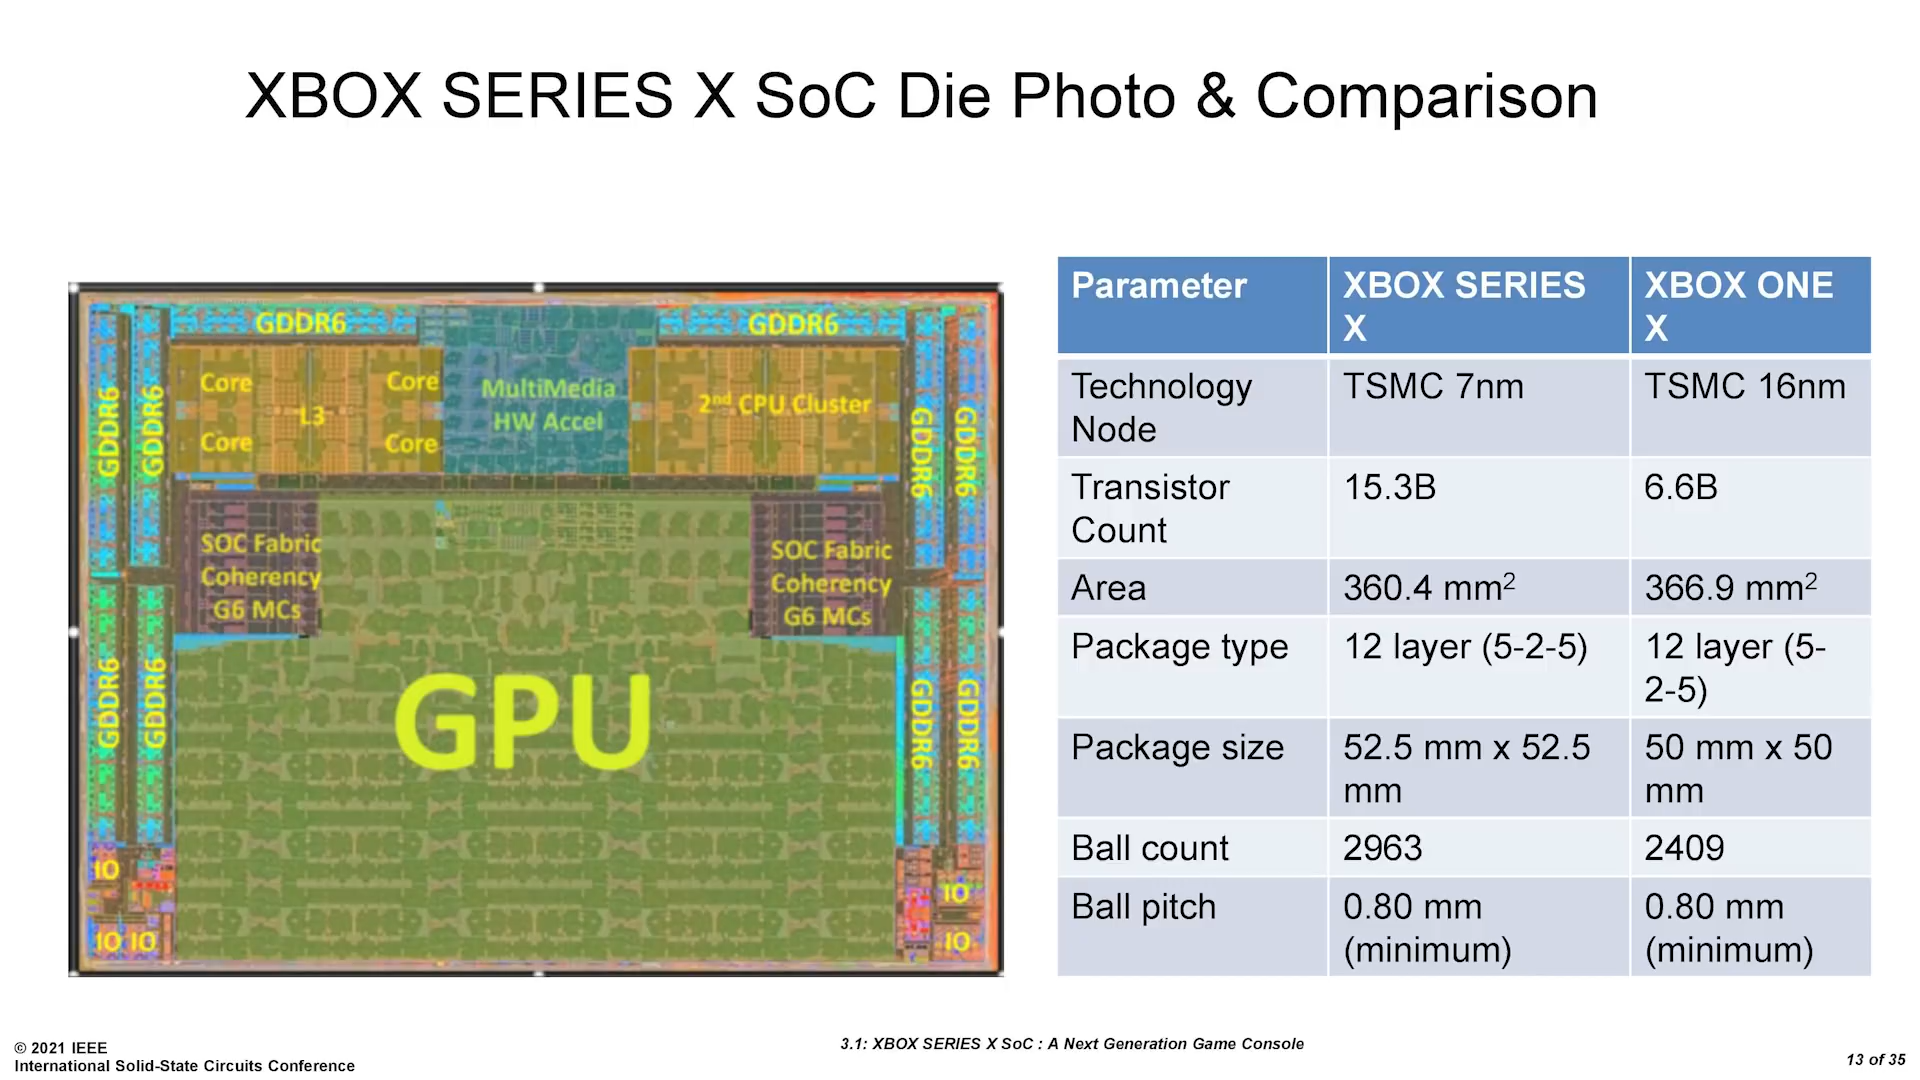 XBOX SERIES X SoC Die Photo & Comparison
GDDR6
GDDR6
GDDR6
GDDR6
Core
Core
L3
Core
Core
MultiMedia
HW Accel
2nd CPU Cluster
GDDR6
GDDR6
SOC Fabric
Coherency
G6 MCs
SOC Fabric
Coherency
G6 MCs
GDDR6
GDDR6
GPU
GDDR6
GDDR6
IO
IO IO
IO
IO
Parameter
XBOX SERIES
X
XBOX ONE
X
Technology
Node
TSMC 7nm
TSMC 16nm
Transistor
Count
15.3B
6.6B
Area
360.4 mm2
366.9 mm2
Package type
12 layer (5-2-5)
12 layer (5-
2-5)
Package size
52.5 mm x 52.5
mm
50 mm x 50
mm
Ball count
2963
2409
Ball pitch
0.80 mm
(minimum)
0.80 mm
(minimum)
© 2021 IEEE
International Solid-State Circuits Conference
3.1: XBOX SERIES X SoC : A Next Generation Game Console
13 of 35